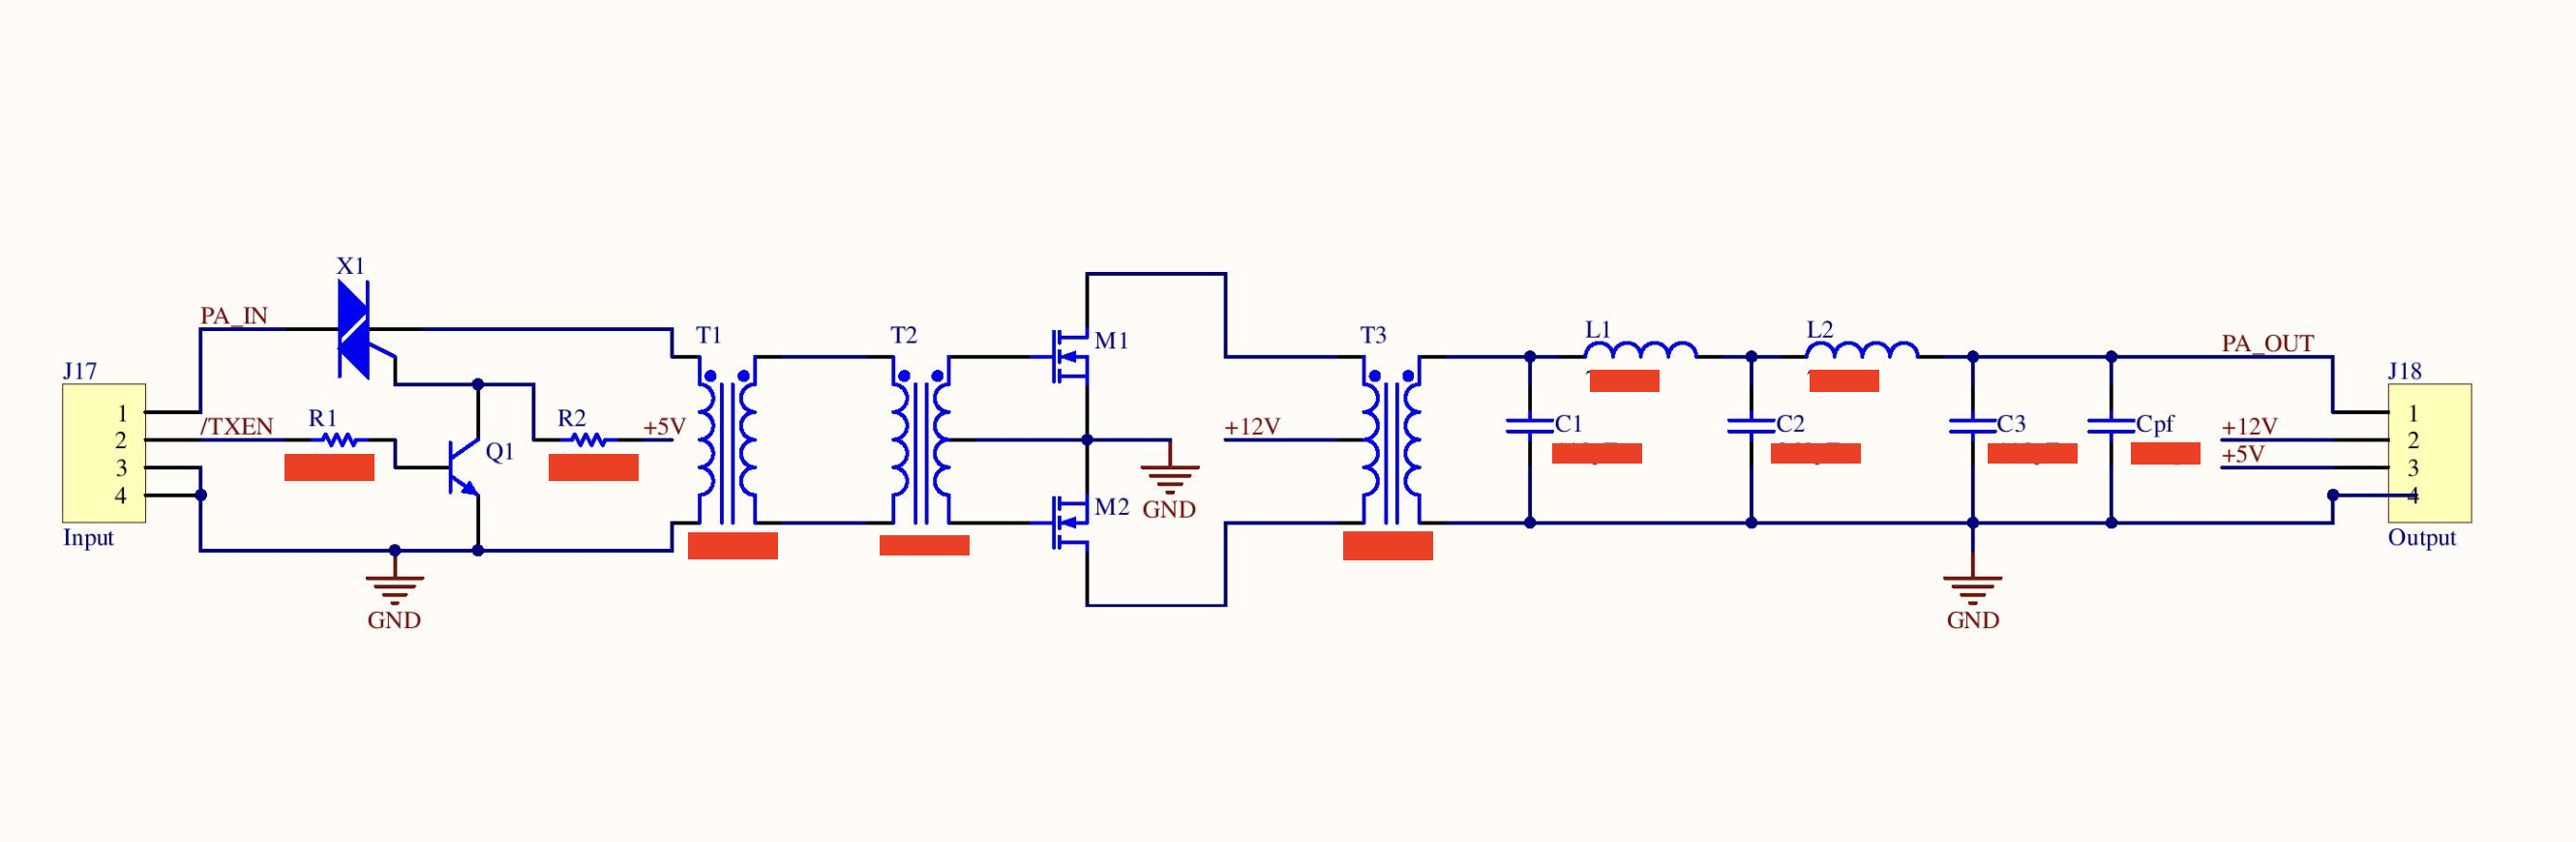 X1
PA_IN
J17
1
2
3
4
Input
/TXEN
R1
Q1
R2
+5V
GND
T1
T2
M1
M2
GND
+12V
T3
L1
L2
C1
C2
C3
Cpf
GND
PA_OUT
+12V
+5V
J18
1
2
3
4
Output